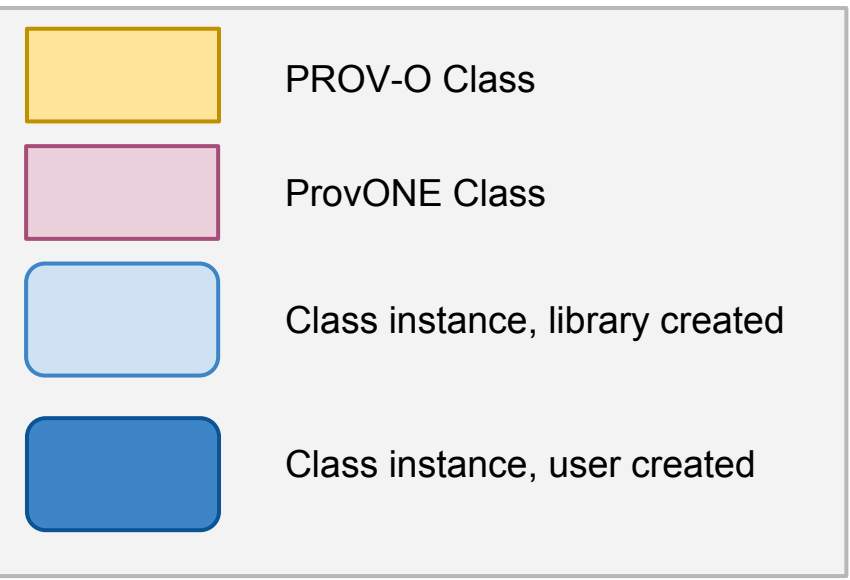 PROV-O Class
ProvONE Class
Class instance, library created
Class instance, user created